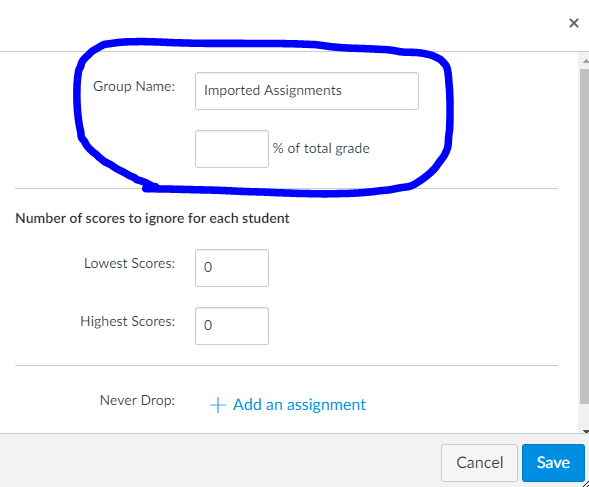 ×
Group Name: Imported Assignments
% of total grade
Number of scores to ignore for each student
Lowest Scores: 0
Highest Scores: 0
Never Drop: + Add an assignment
Cancel Save